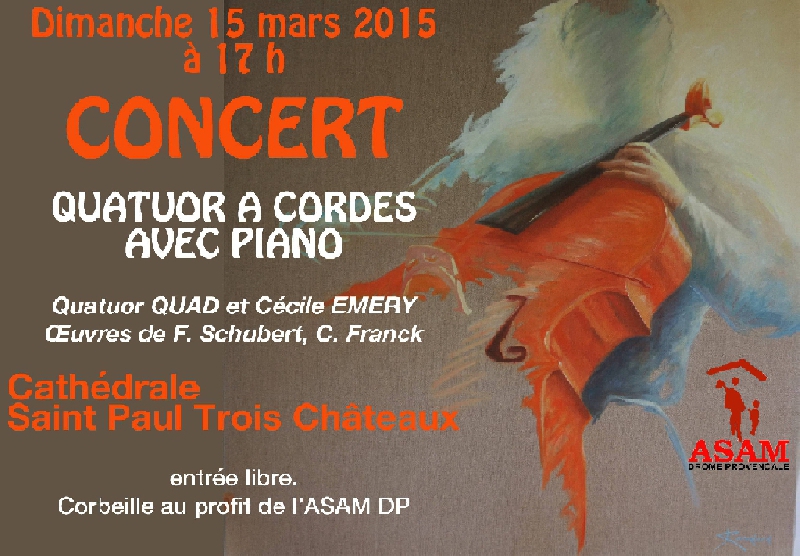 Dimanche 15 mars 2015
à 17 h
CONCERT
QUATUOR A CORDES
AVEC PIANO
Quatuor QUAD et Cécile EMERY
Œuvres de F. Schubert, C. Franck
Cathédrale
Saint Paul Trois Châteaux
entrée libre.
Corbeille au profit de l'ASAM DP
ASAM
DROME PROVENCALE